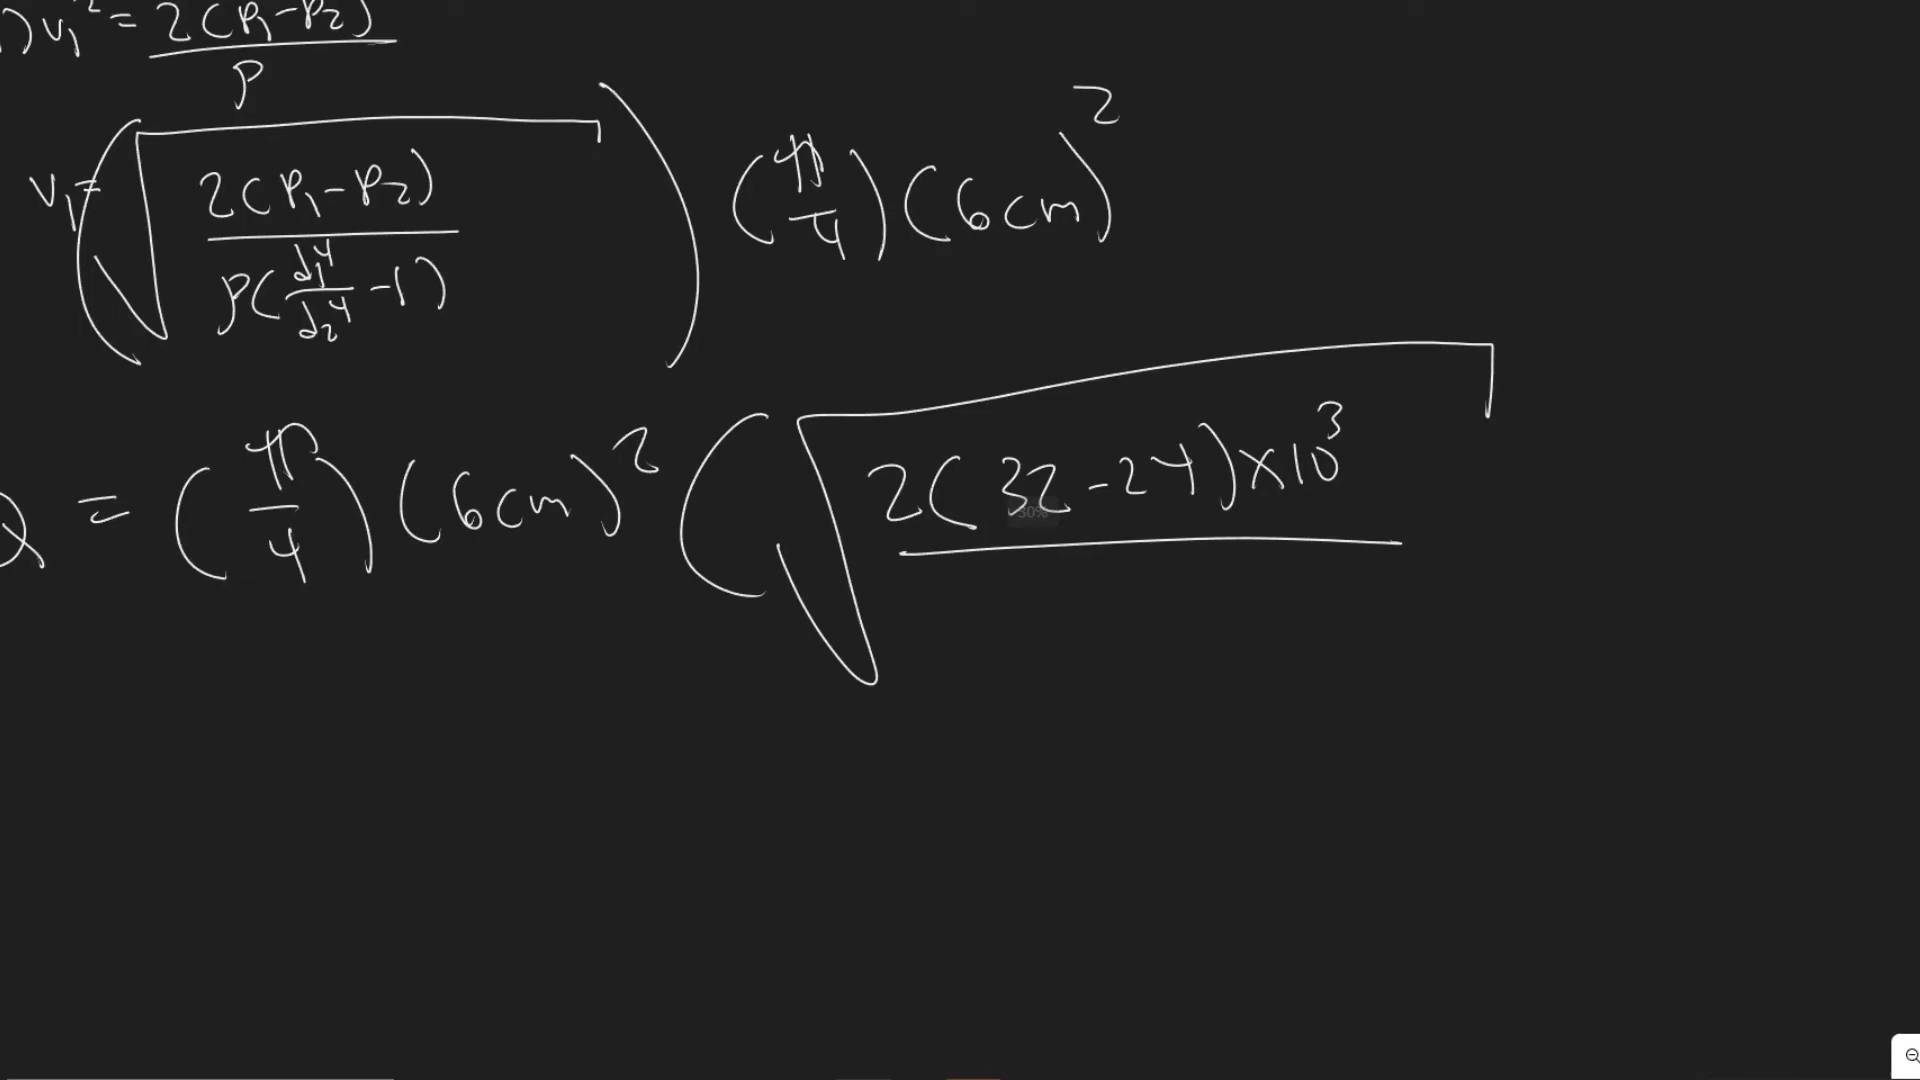 ) v₁² = 2(P₁-P₂) / ρ
v₁ = (√(2(P₁-P₂) / ρ(d₁⁴/d₂⁴ - 1))) (π/4) (6cm)²
Q = (π/4) (6cm)² (√(2(32-24)×10³
30%